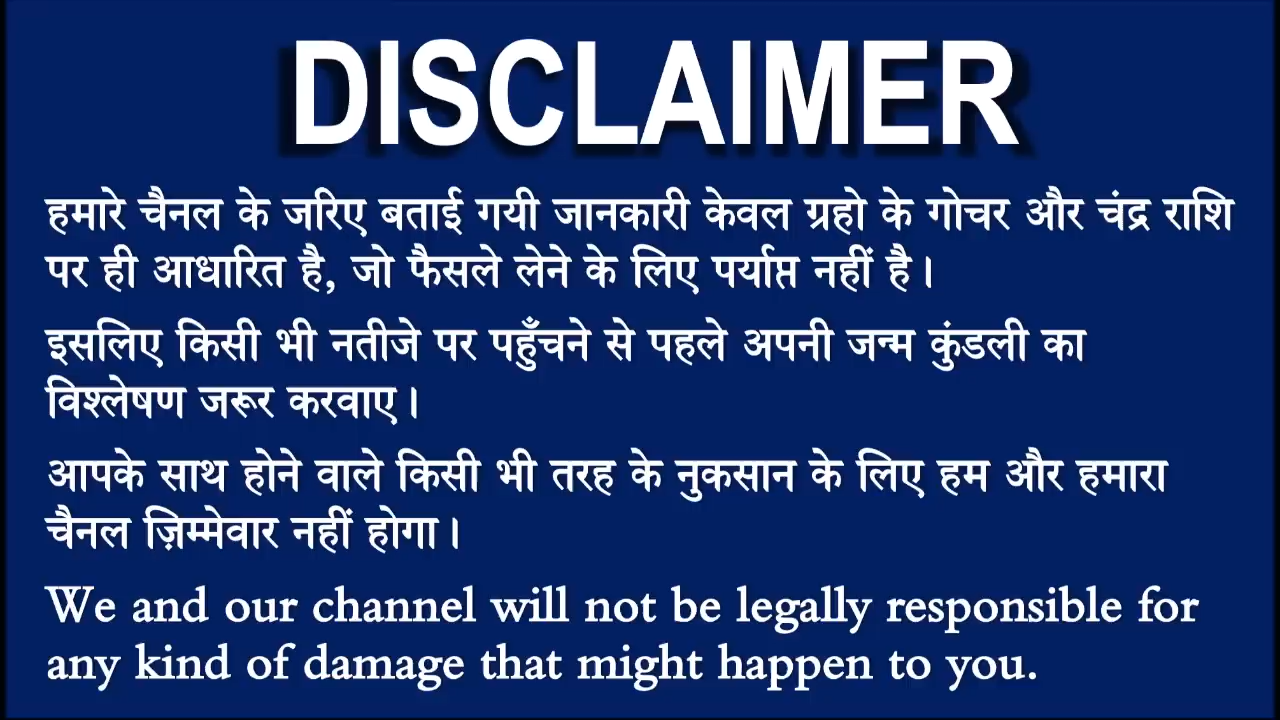 DISCLAIMER
हमारे चैनल के जरिए बताई गयी जानकारी केवल ग्रहो के गोचर और चंद्र राशि
पर ही आधारित है, जो फैसले लेने के लिए पर्याप्त नहीं है।
इसलिए किसी भी नतीजे पर पहुँचने से पहले अपनी जन्म कुंडली का
विश्लेषण जरूर करवाए।
आपके साथ होने वाले किसी भी तरह के नुकसान के लिए हम और हमारा
चैनल ज़िम्मेवार नहीं होगा।
We and our channel will not be legally responsible for
any kind of damage that might happen to you.